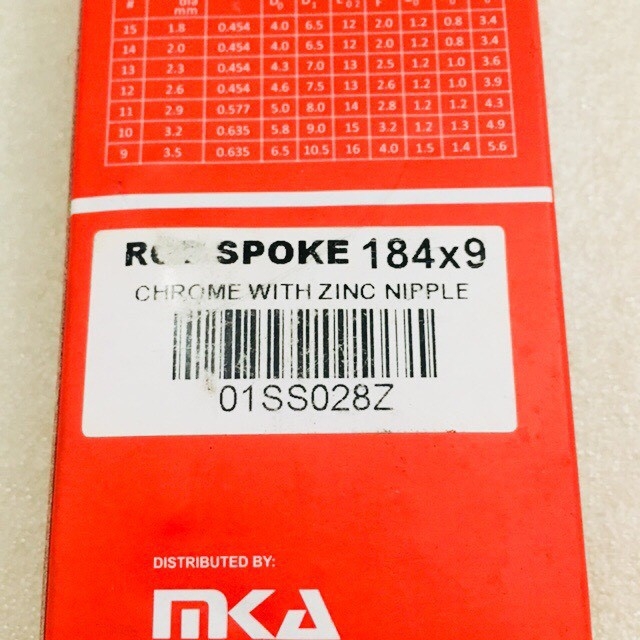 #
dia
mm
15 1.8 0.454 4.0 6.5 12 2.0 1.2 0.8 3.4
14 2.0 0.454 4.0 6.5 12 2.0 1.2 0.8 3.4
13 2.3 0.454 4.3 7.0 13 2.5 1.2 1.0 3.6
12 2.6 0.454 4.6 7.5 13 2.6 1.2 1.0 3.9
11 2.9 0.577 5.0 8.0 14 2.8 1.2 1.2 4.3
10 3.2 0.635 5.8 9.0 15 3.2 1.2 1.3 4.9
9 3.5 0.635 6.5 10.5 16 4.0 1.5 1.4 5.6
SPOKE 184x9
CHROME WITH ZINC NIPPLE
01SS028Z
DISTRIBUTED BY:
MKA